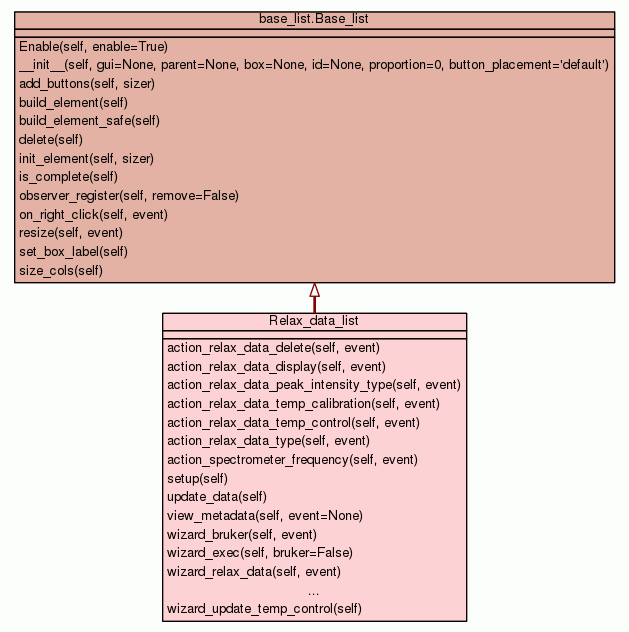 base_list.Base_list
Enable(self, enable=True)
__init__(self, gui=None, parent=None, box=None, id=None, proportion=0, button_placement='default')
add_buttons(self, sizer)
build_element(self)
build_element_safe(self)
delete(self)
init_element(self, sizer)
is_complete(self)
observer_register(self, remove=False)
on_right_click(self, event)
resize(self, event)
set_box_label(self)
size_cols(self)
Relax_data_list
action_relax_data_delete(self, event)
action_relax_data_display(self, event)
action_relax_data_peak_intensity_type(self, event)
action_relax_data_temp_calibration(self, event)
action_relax_data_temp_control(self, event)
action_relax_data_type(self, event)
action_spectrometer_frequency(self, event)
setup(self)
update_data(self)
view_metadata(self, event=None)
wizard_bruker(self, event)
wizard_exec(self, bruker=False)
wizard_relax_data(self, event)
...
wizard_update_temp_control(self)